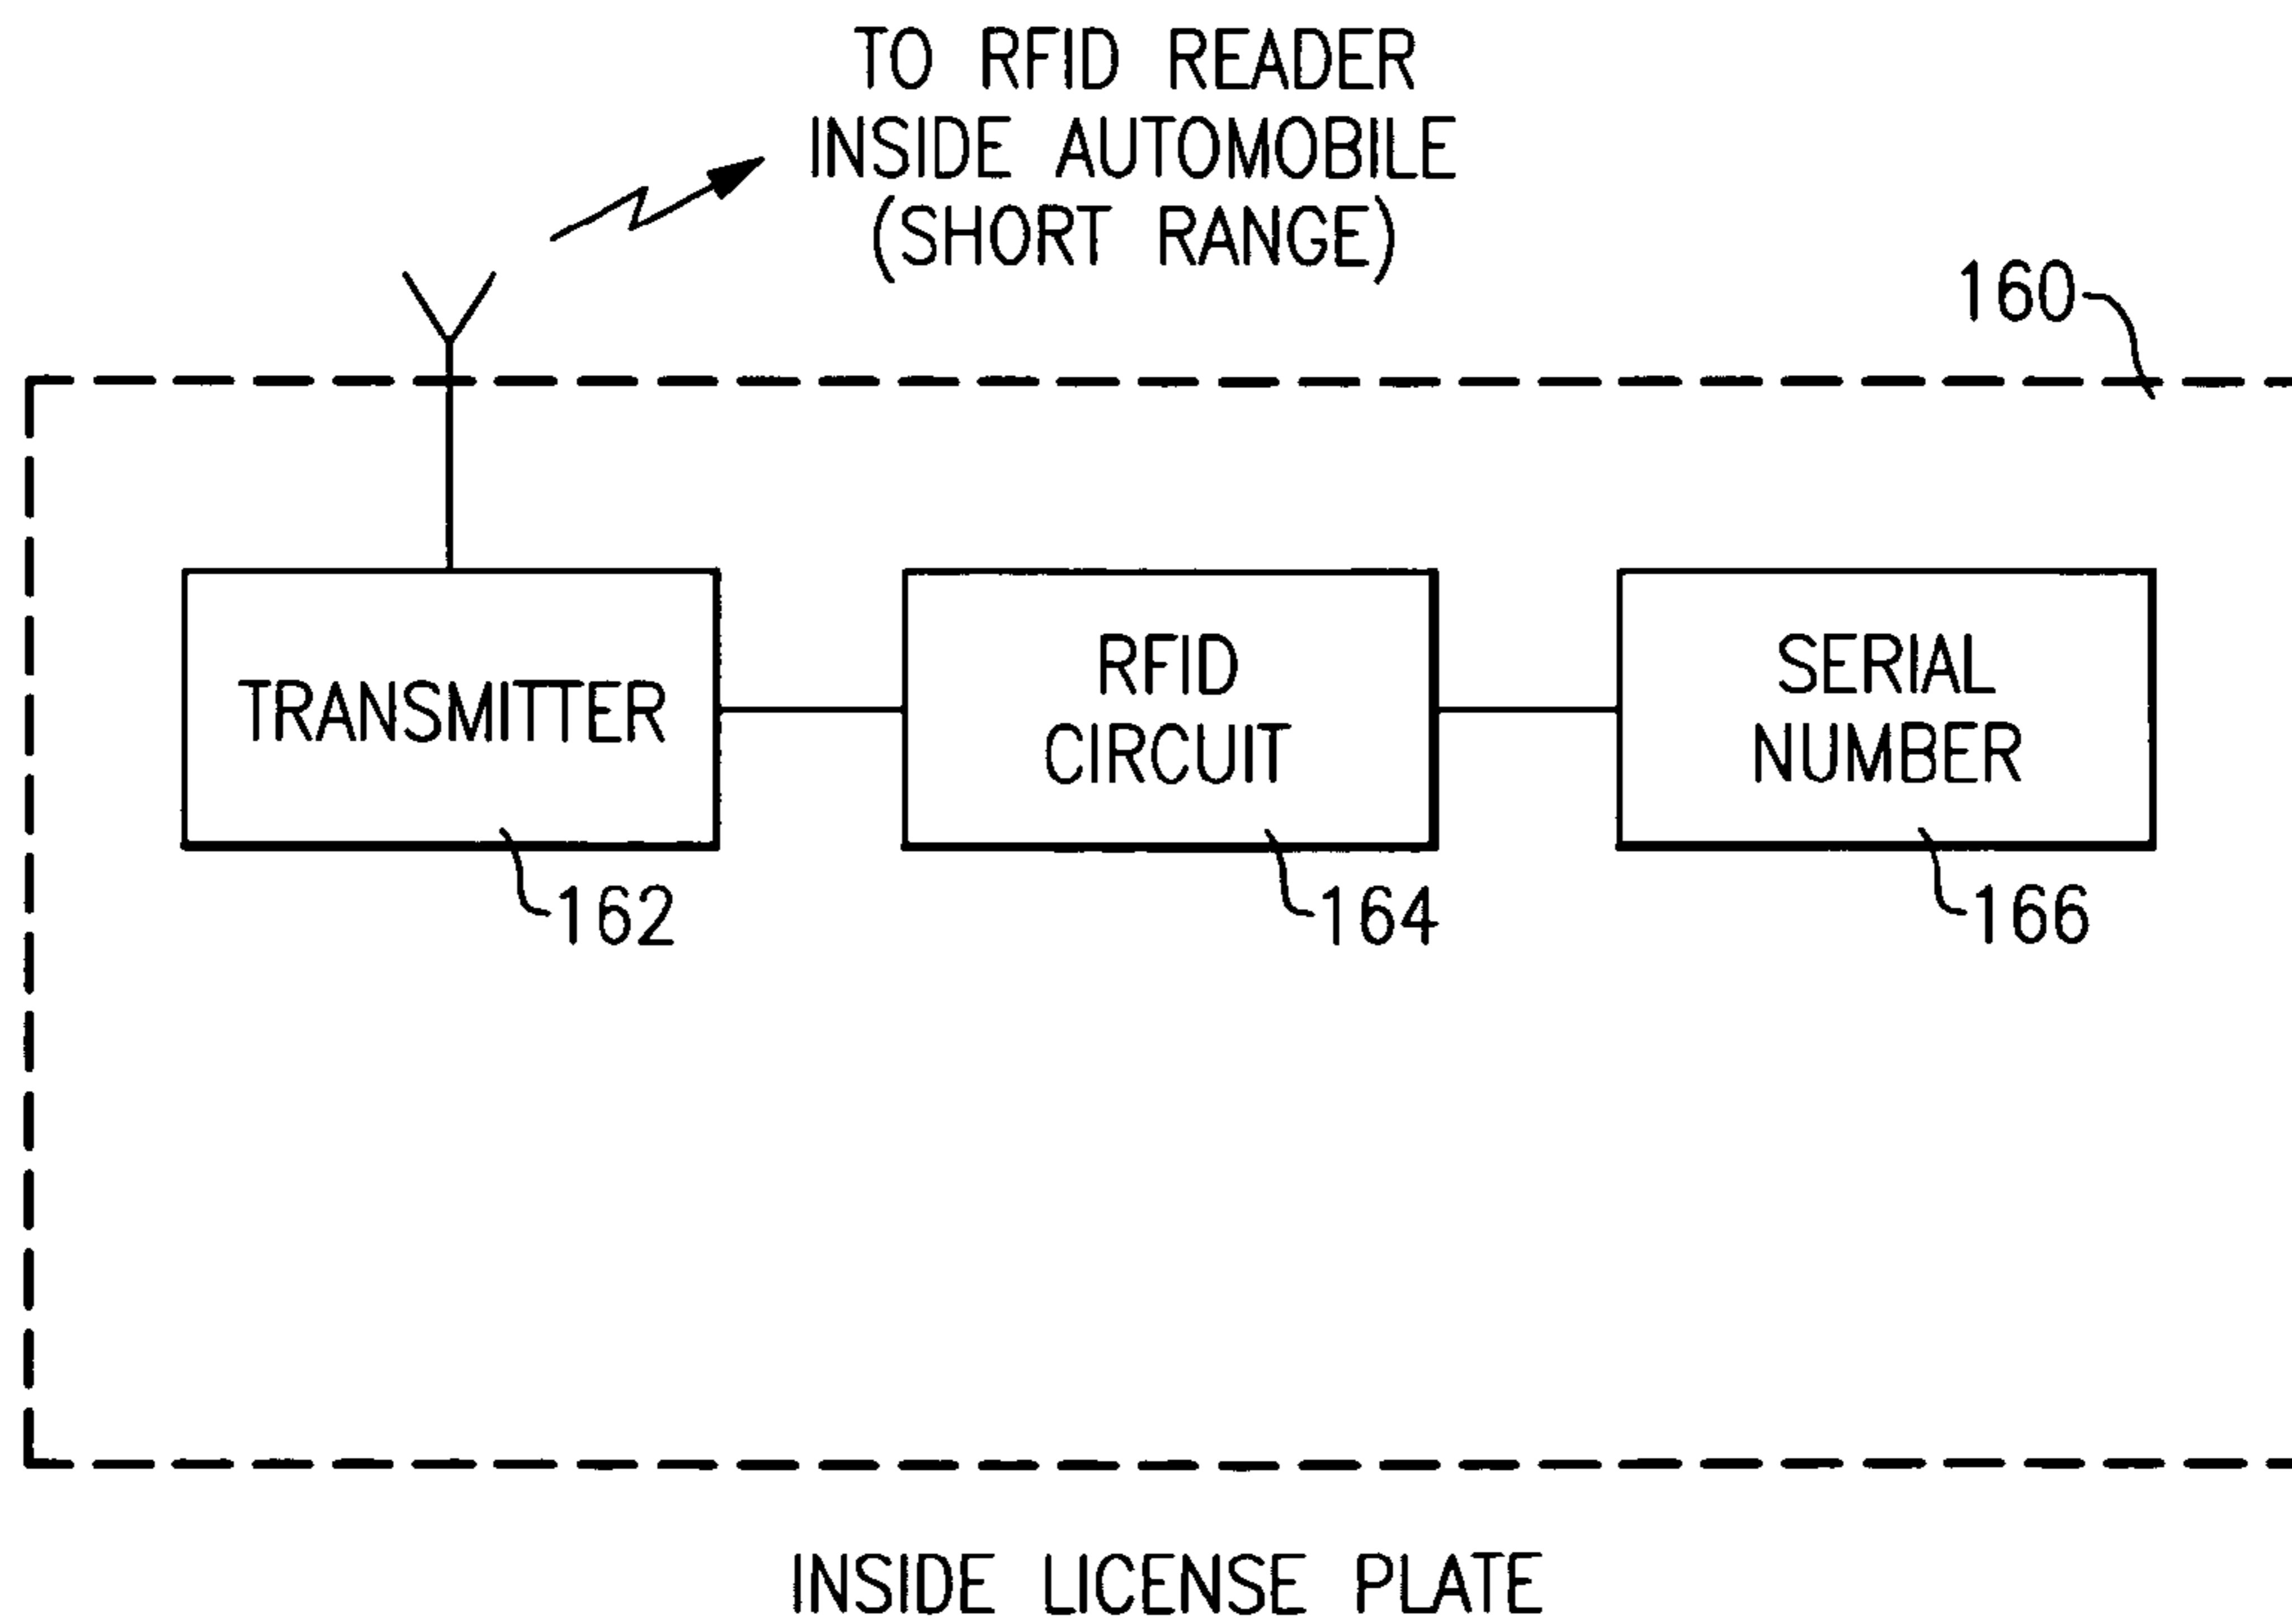 TO RFID READER
INSIDE AUTOMOBILE
(SHORT RANGE)
160
TRANSMITTER
RFID
CIRCUIT
SERIAL
NUMBER
162
164
166
INSIDE LICENSE PLATE